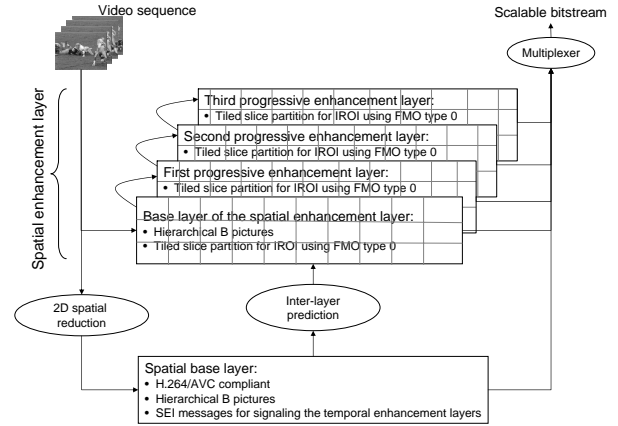 Video sequence
Scalable bitstream
Multiplexer
Spatial enhancement layer
Third progressive enhancement layer:
• Tiled slice partition for IROI using FMO type 0
Second progressive enhancement layer:
• Tiled slice partition for IROI using FMO type 0
First progressive enhancement layer:
• Tiled slice partition for IROI using FMO type 0
Base layer of the spatial enhancement layer:
• Hierarchical B pictures
• Tiled slice partition for IROI using FMO type 0
2D spatial
reduction
Inter-layer
prediction
Spatial base layer:
• H.264/AVC compliant
• Hierarchical B pictures
• SEI messages for signaling the temporal enhancement layers